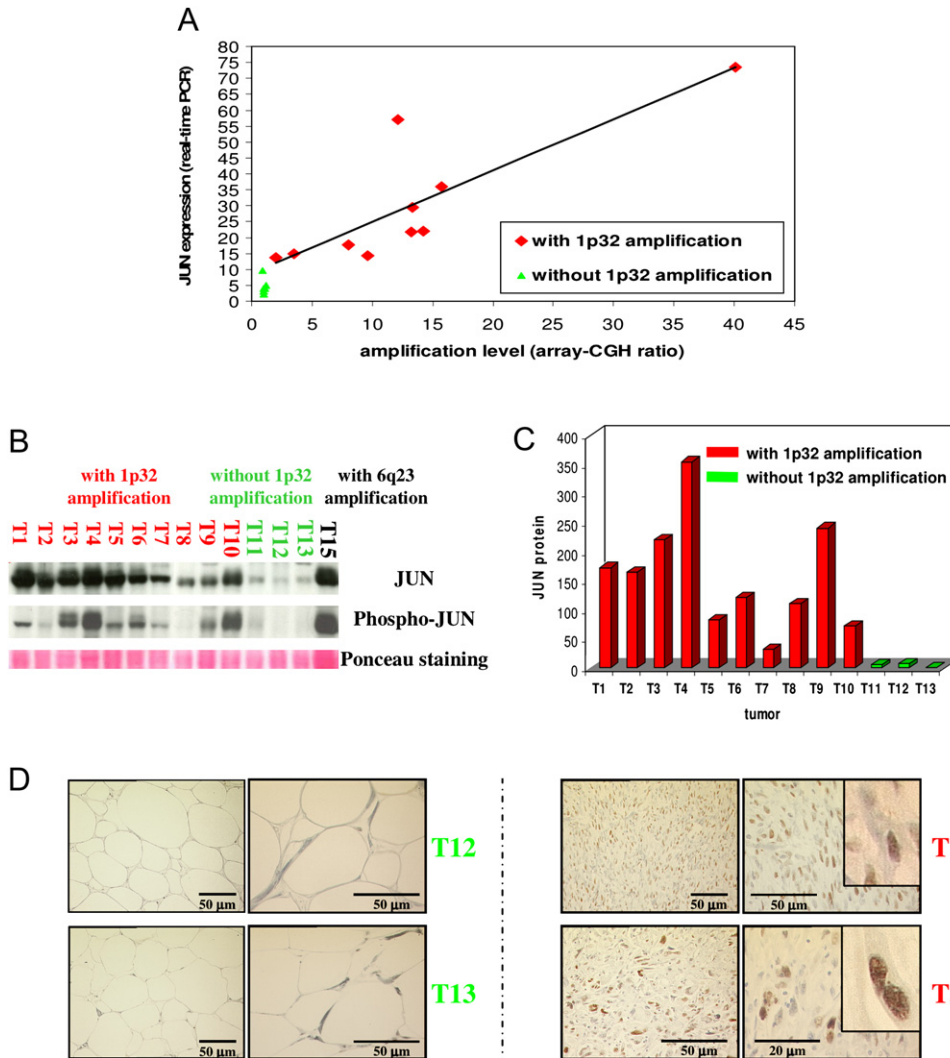 A
JUN expression (real-time PCR)
80
75
70
65
60
55
50
45
40
35
30
25
20
15
10
5
0
0 5 10 15 20 25 30 35 40 45
amplification level (array-CGH ratio)
with 1p32 amplification
without 1p32 amplification
B
with 1p32 amplification
without 1p32 amplification
with 6q23 amplification
T1 T2 T3 T4 T5 T6 T7 T8 T9 T10 T11 T12 T13 T15
JUN
Phospho-JUN
Ponceau staining
C
JUN protein
400
350
300
250
200
150
100
50
0
with 1p32 amplification
without 1p32 amplification
T1 T2 T3 T4 T5 T6 T7 T8 T9 T10 T11 T12 T13
tumor
D
50 µm
50 µm
T12
50 µm
50 µm
T
50 µm
50 µm
T13
50 µm
20 µm
T